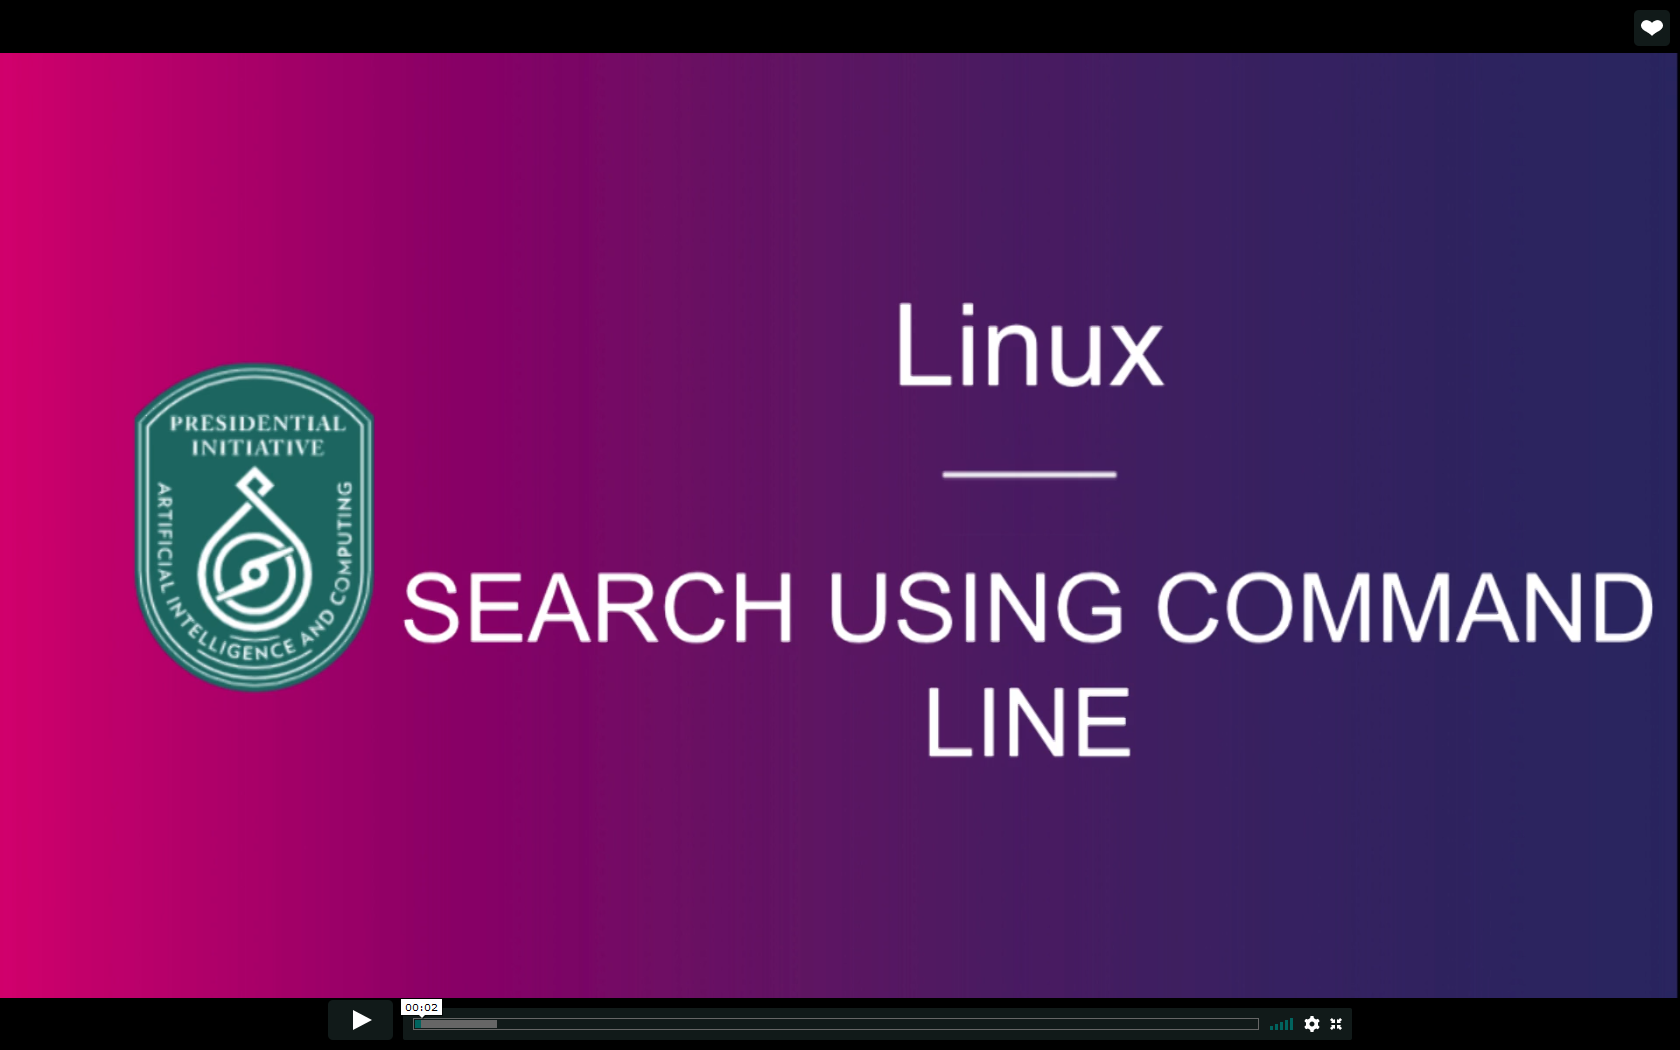 Linux
SEARCH USING COMMAND
LINE
PRESIDENTIAL
INITIATIVE
ARTIFICIAL INTELLIGENCE AND COMPUTING
00:02